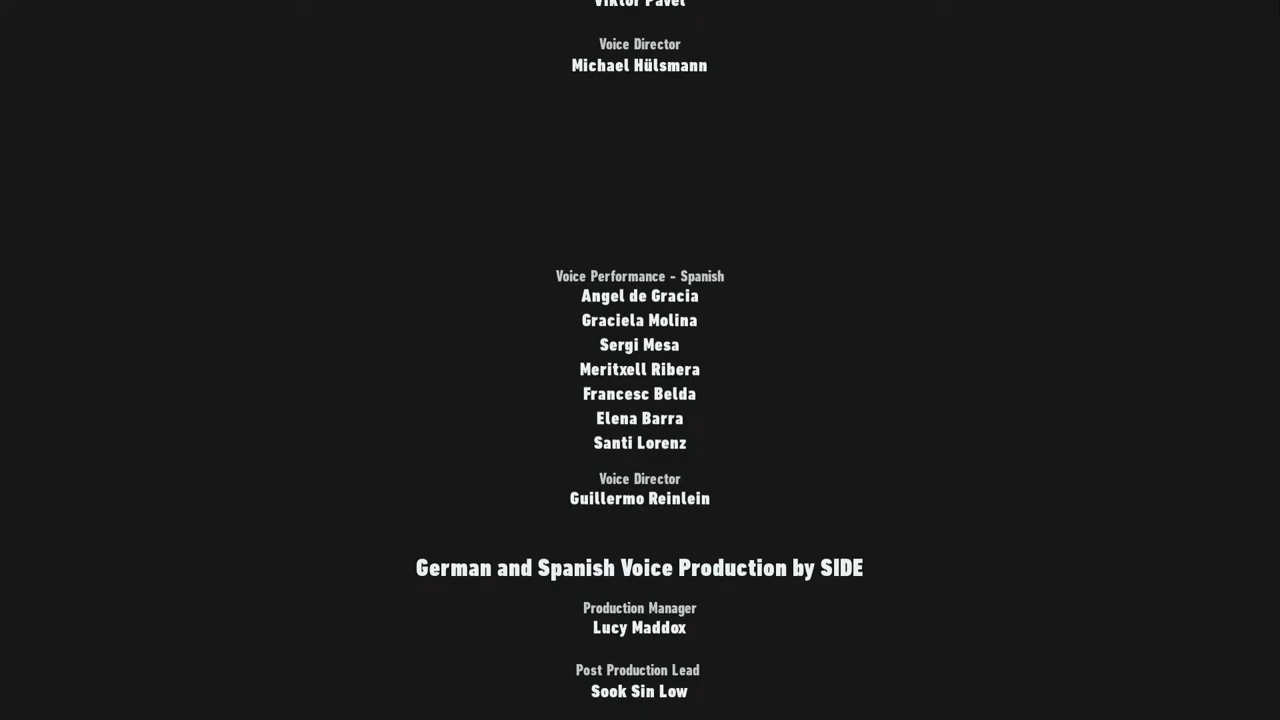 Viktor Pavel
Voice Director
Michael Hülsmann
Voice Performance - Spanish
Angel de Gracia
Graciela Molina
Sergi Mesa
Meritxell Ribera
Francesc Belda
Elena Barra
Santi Lorenz
Voice Director
Guillermo Reinlein
German and Spanish Voice Production by SIDE
Production Manager
Lucy Maddox
Post Production Lead
Sook Sin Low